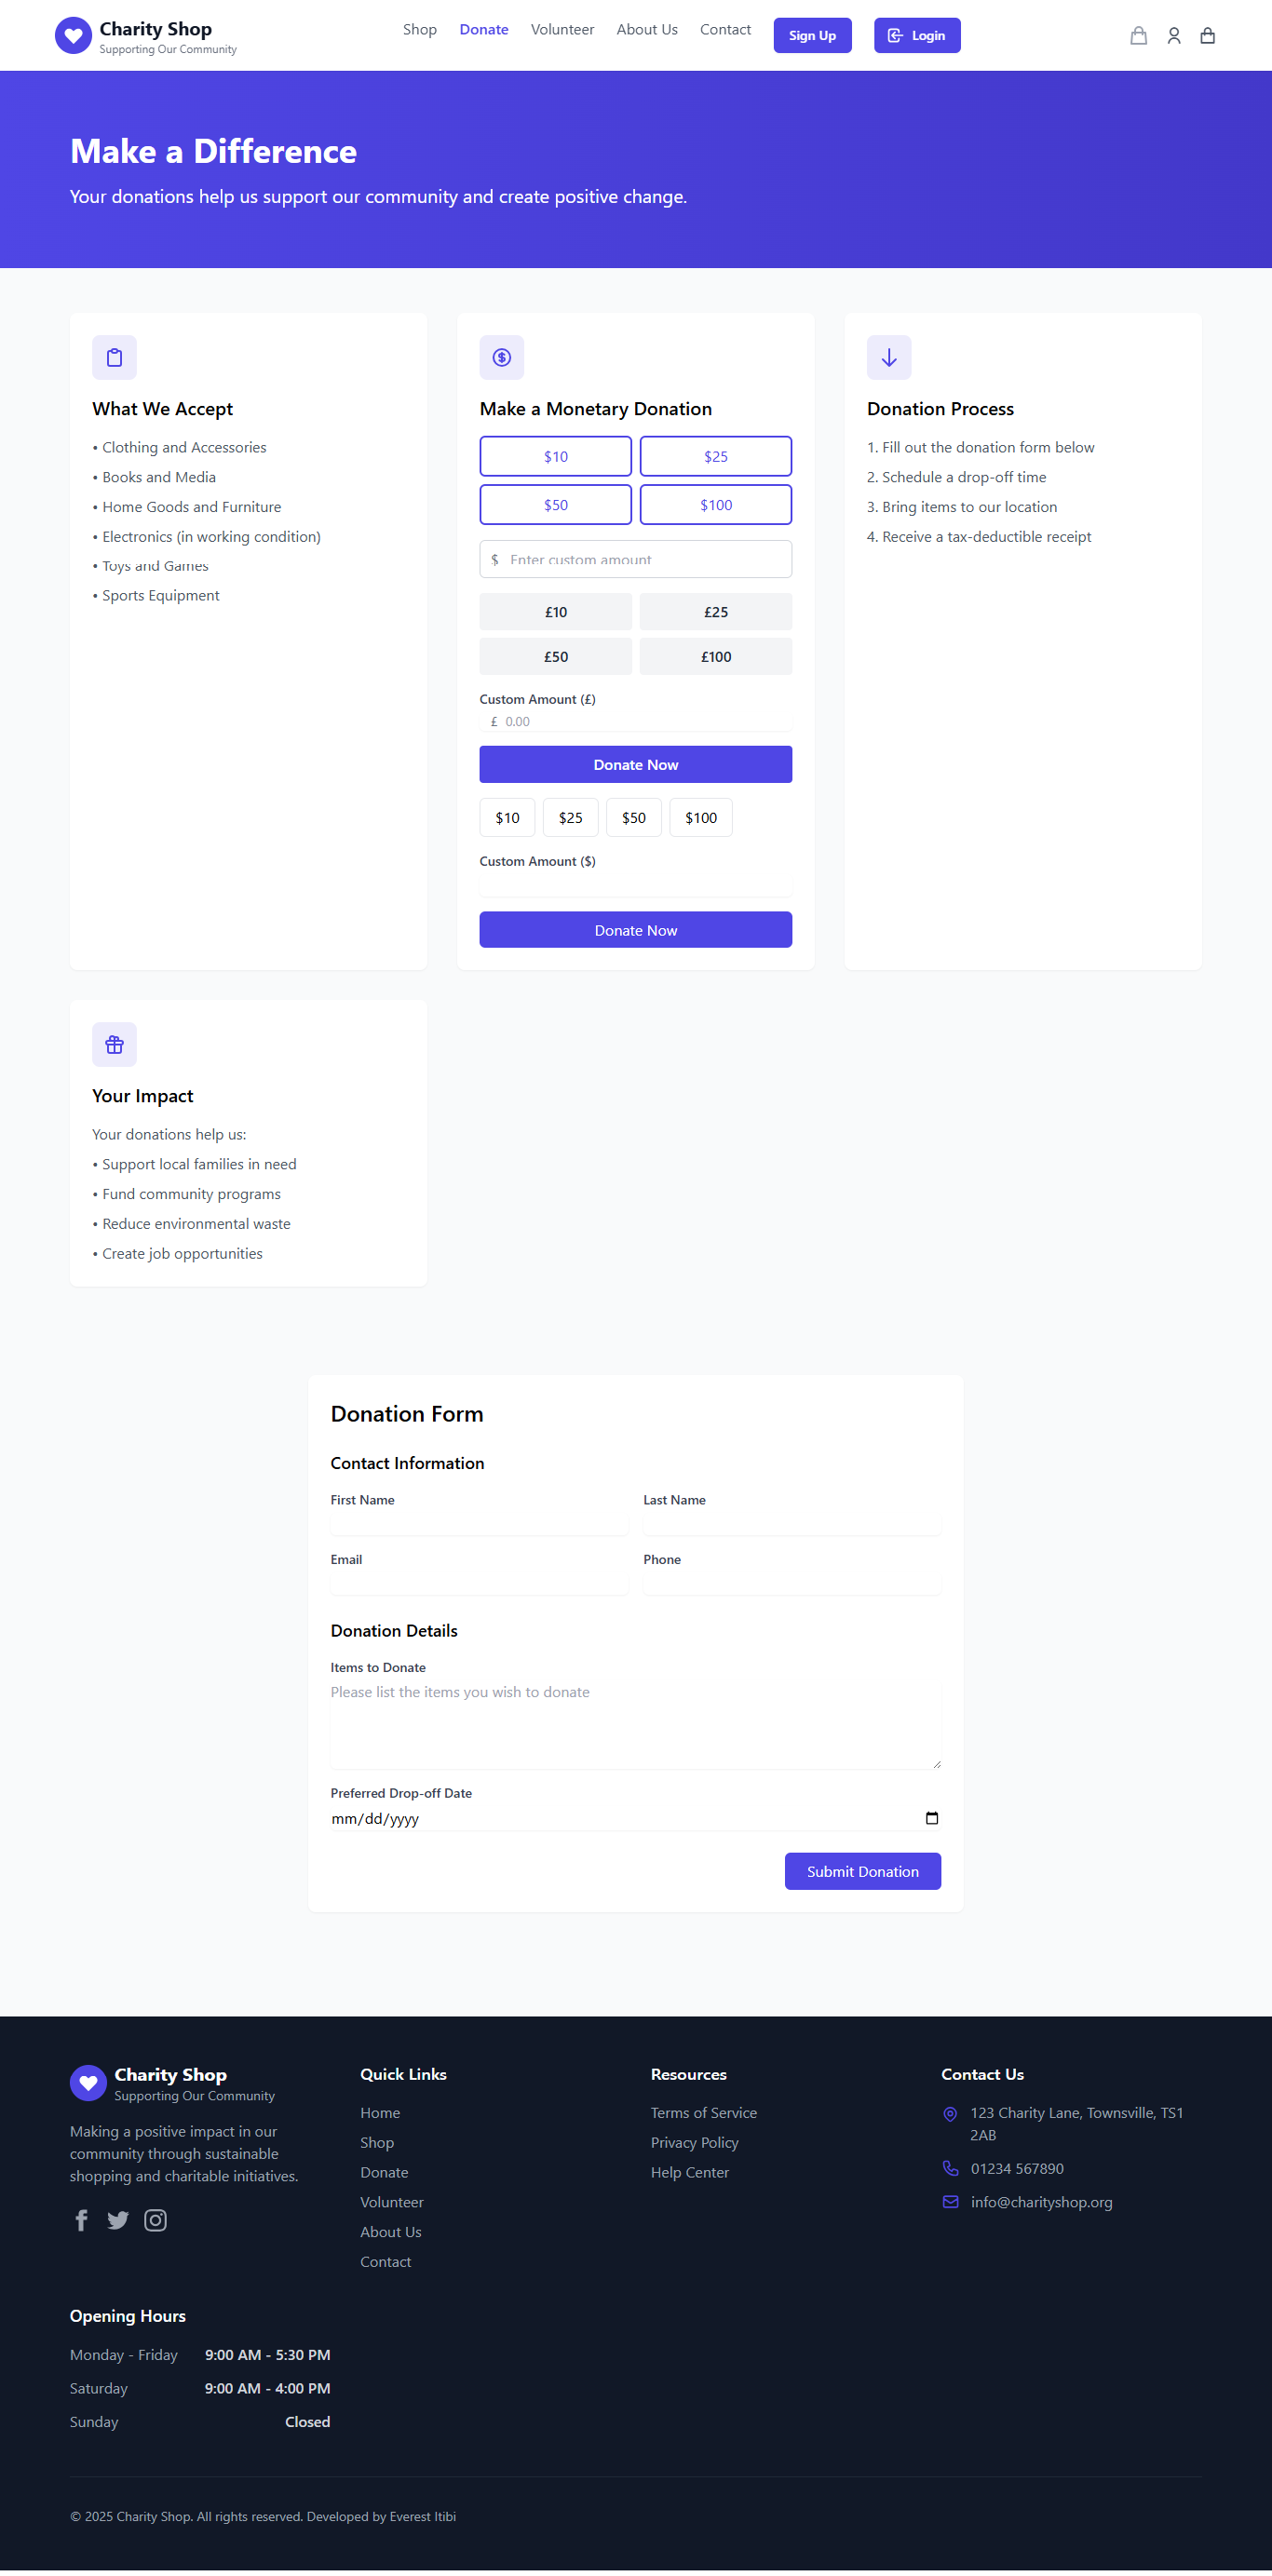 Charity Shop
Supporting Our Community
Shop
Donate
Volunteer
About Us
Contact
Sign Up
Login
Make a Difference
Your donations help us support our community and create positive change.
What We Accept
• Clothing and Accessories
• Books and Media
• Home Goods and Furniture
• Electronics (in working condition)
• Toys and Games
• Sports Equipment
Make a Monetary Donation
$10
$25
$50
$100
$ Enter custom amount
£10
£25
£50
£100
Custom Amount (£)
£ 0.00
Donate Now
$10
$25
$50
$100
Custom Amount ($)
Donate Now
Donation Process
1. Fill out the donation form below
2. Schedule a drop-off time
3. Bring items to our location
4. Receive a tax-deductible receipt
Your Impact
Your donations help us:
• Support local families in need
• Fund community programs
• Reduce environmental waste
• Create job opportunities
Donation Form
Contact Information
First Name
Last Name
Email
Phone
Donation Details
Items to Donate
Please list the items you wish to donate
Preferred Drop-off Date
mm/dd/yyyy
Submit Donation
Charity Shop
Supporting Our Community
Making a positive impact in our
community through sustainable
shopping and charitable initiatives.
Quick Links
Home
Shop
Donate
Volunteer
About Us
Contact
Resources
Terms of Service
Privacy Policy
Help Center
Contact Us
123 Charity Lane, Townsville, TS1
2AB
01234 567890
info@charityshop.org
Opening Hours
Monday - Friday 9:00 AM - 5:30 PM
Saturday 9:00 AM - 4:00 PM
Sunday Closed
© 2025 Charity Shop. All rights reserved. Developed by Everest Itibi